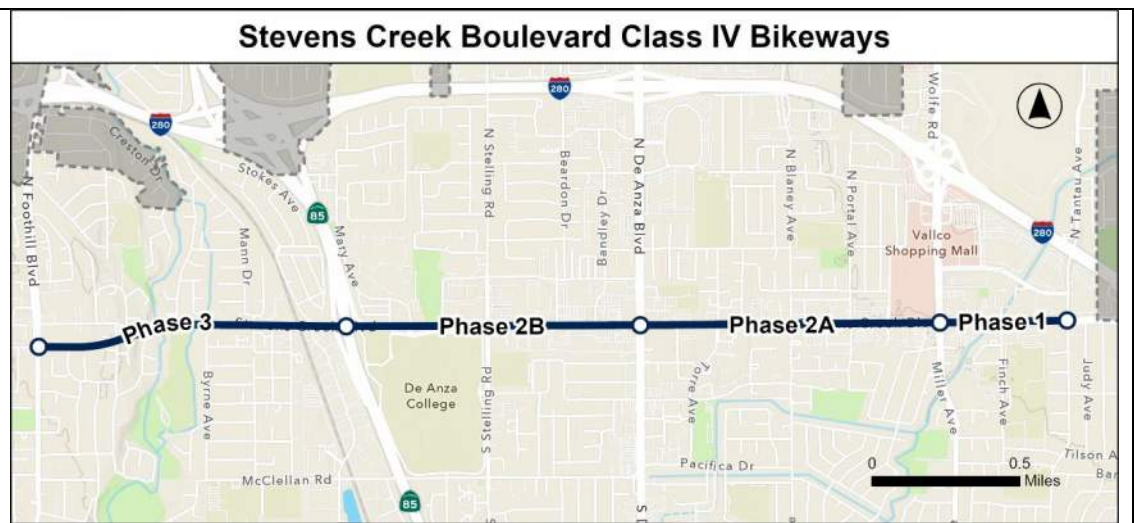 Stevens Creek Boulevard Class IV Bikeways
280
280
280
85
85
N Foothill Blvd
Creston Dr
Stokes Ave
Mann Dr
Mary Ave
N Stelling Rd
Beardon Dr
Bandley Dr
N De Anza Blvd
N Blaney Ave
N Portal Ave
Wolfe Rd
Vallco
Shopping Mall
N Tantau Ave
Phase 3
Phase 2B
Phase 2A
Phase 1
Byrne Ave
De Anza
College
Stelling Rd
S
Torre Ave
Miller Ave
Finch Ave
Judy Ave
McClellan Rd
Pacifica Dr
Tilson A
Bar
S D
0
0.5
Miles